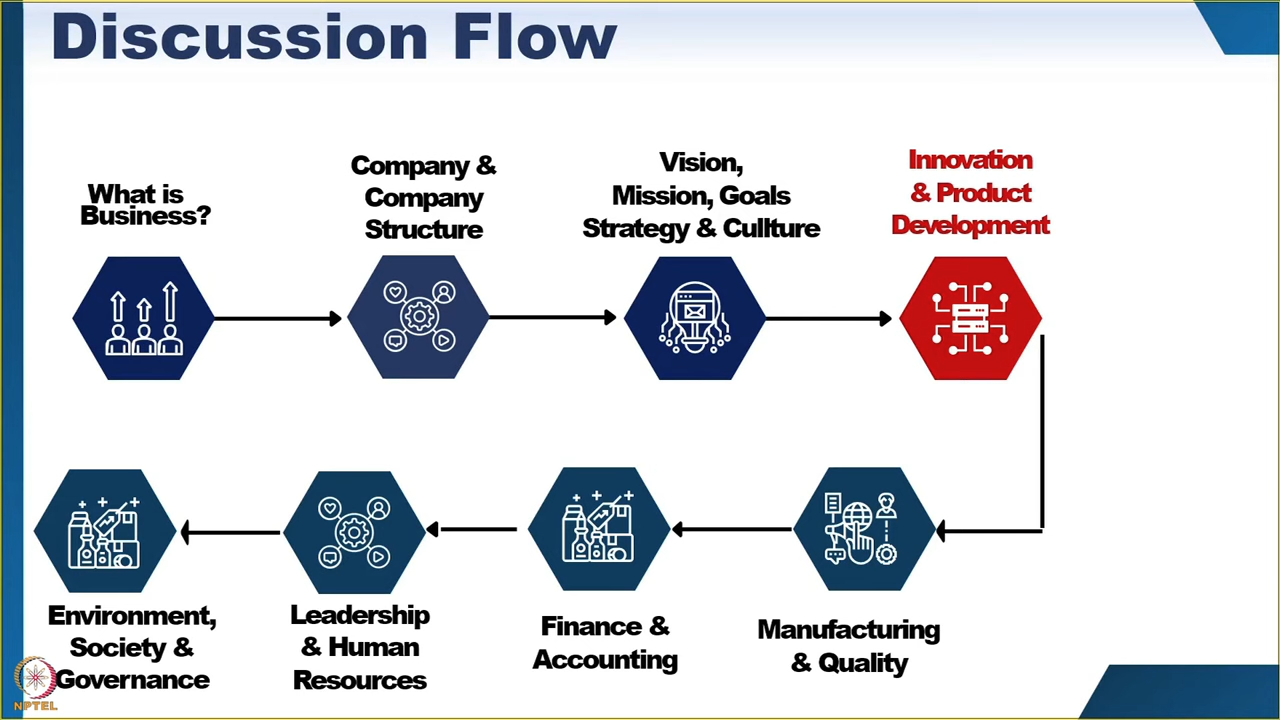 Discussion Flow
What is
Business?
Company &
Company
Structure
Vision,
Mission, Goals
Strategy & Cullture
Innovation
& Product
Development
Manufacturing
& Quality
Finance &
Accounting
Leadership
& Human
Resources
Environment,
Society &
Governance
NPTEL